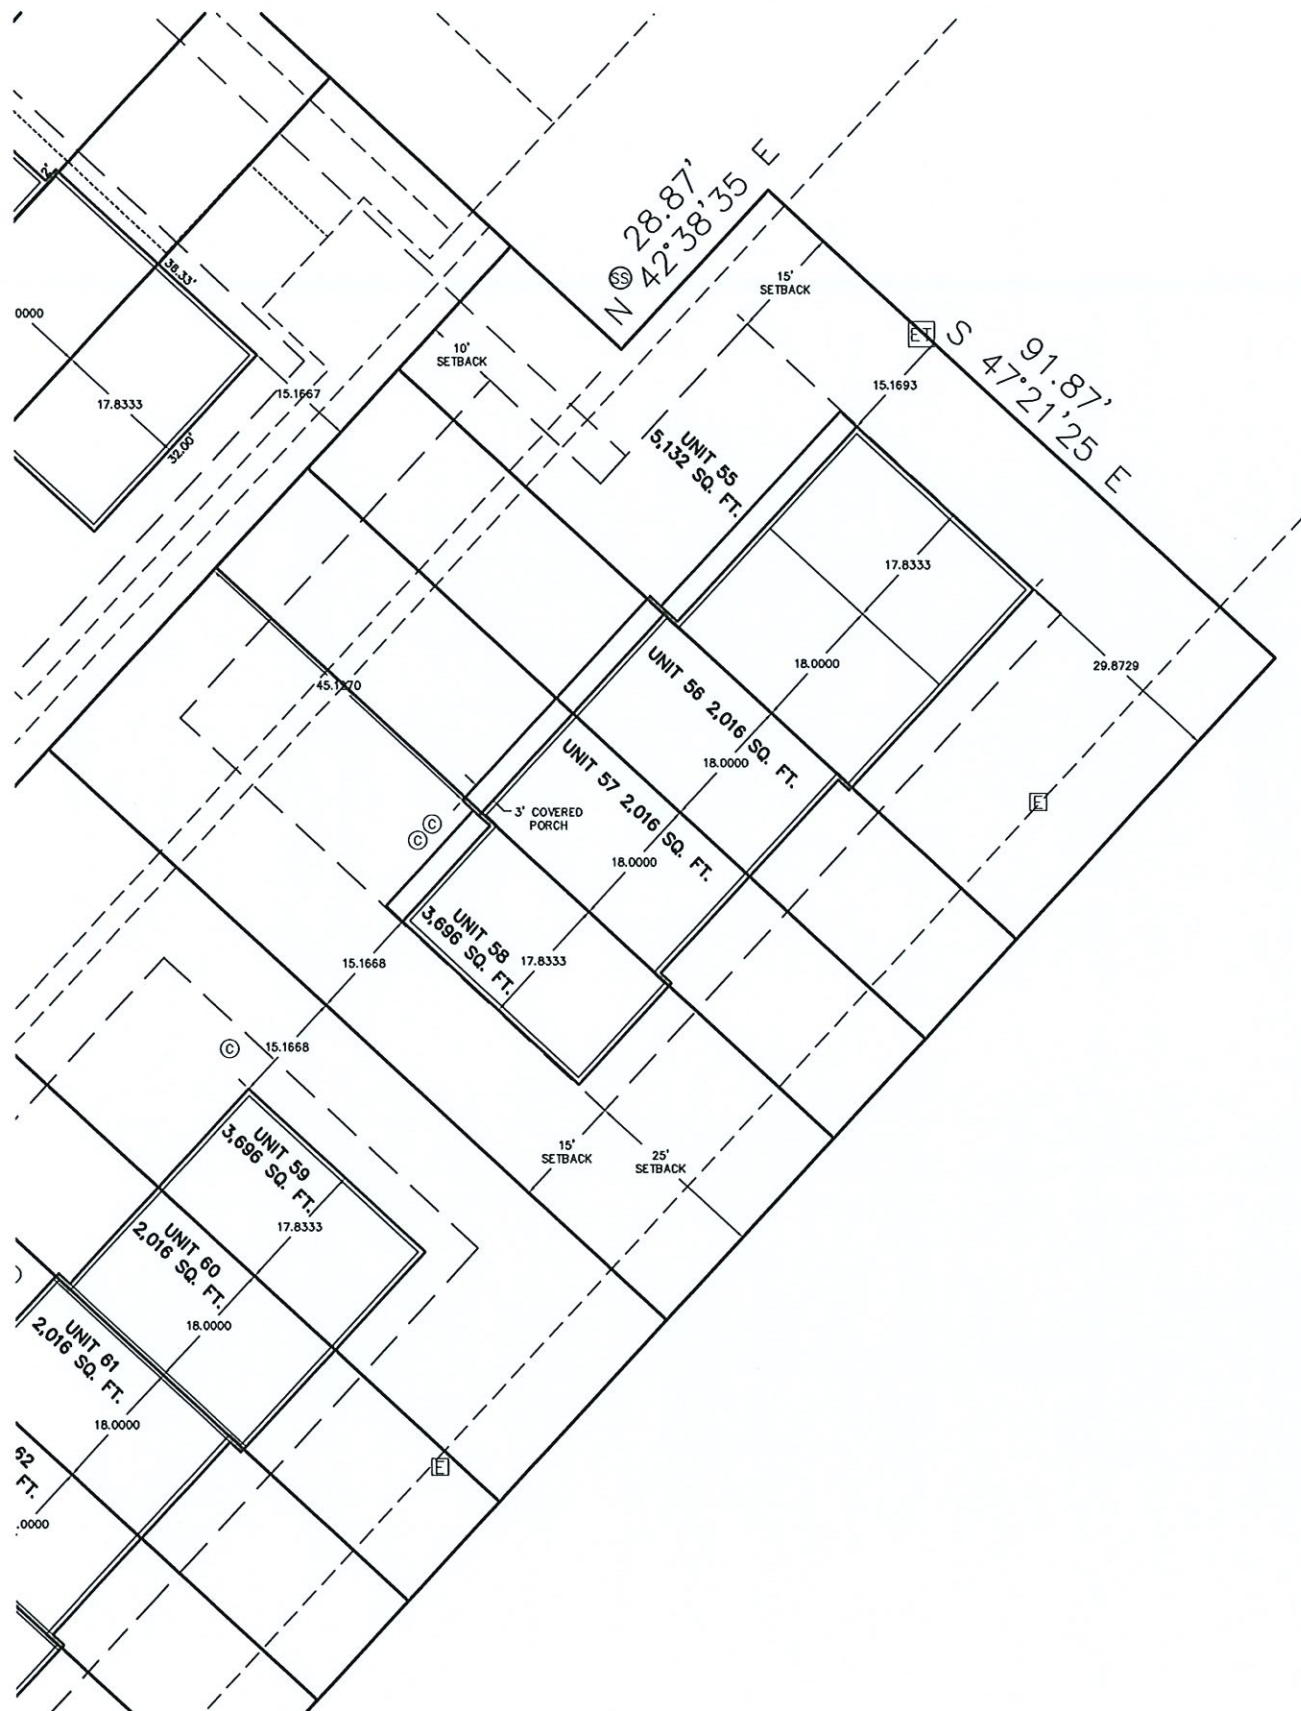 28.87'
N 42°38'35 E
SS
15'
SETBACK
2'
36.33'
0000
ET
S 47°21'25 E
91.87'
10'
SETBACK
15.1693
15.1667
17.8333
32.00'
UNIT 55
5,132 SQ. FT.
17.8333
18.0000
29.8729
UNIT 56 2,016 SQ. FT.
45.1270
18.0000
UNIT 57 2,016 SQ. FT.
E
3' COVERED
PORCH
C
C
18.0000
UNIT 58
3,696 SQ. FT.
17.8333
15.1668
15.1668
C
UNIT 59
3,696 SQ. FT.
15'
SETBACK
25'
SETBACK
17.8333
UNIT 60
2,016 SQ. FT.
18.0000
UNIT 61
2,016 SQ. FT.
18.0000
62
FT.
E
.0000